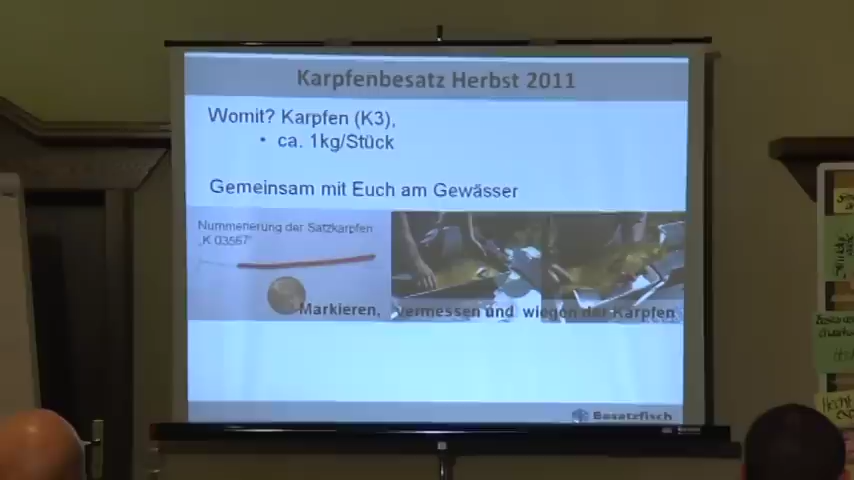 Karpfenbesatz Herbst 2011
Womit? Karpfen (K3),
• ca. 1kg/Stück
Gemeinsam mit Euch am Gewässer
Nummerierung der Satzkarpfen
„K 03567"
Markieren, vermessen und wiegen der Karpfen
Besatzfisch